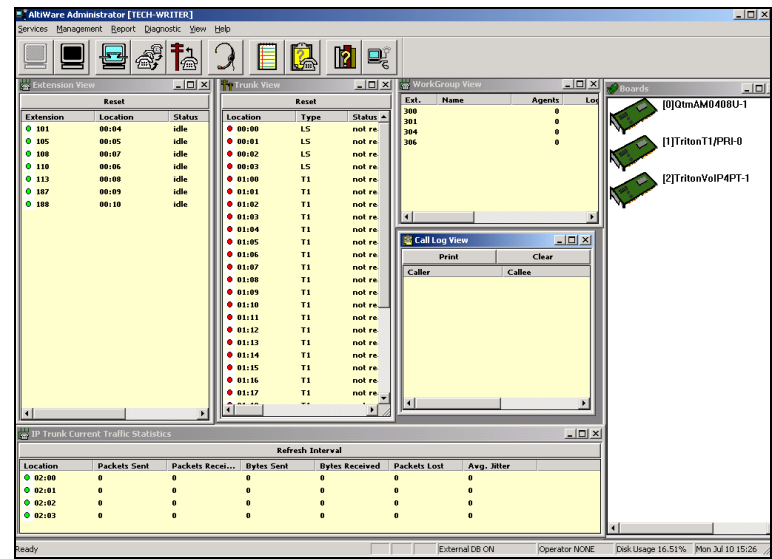 AltiWare Administrator [TECH-WRITER]
Services Management Report Diagnostic View Help
Extension View
Reset
Extension Location Status
101 00:04 idle
105 00:05 idle
108 00:07 idle
110 00:06 idle
113 00:08 idle
187 00:09 idle
188 00:10 idle
Trunk View
Reset
Location Type Status
00:00 LS not re
00:01 LS not re
00:02 LS not re
00:03 LS not re
01:00 T1 not re
01:01 T1 not re
01:02 T1 not re
01:03 T1 not re
01:04 T1 not re
01:05 T1 not re
01:06 T1 not re
01:07 T1 not re
01:08 T1 not re
01:09 T1 not re
01:10 T1 not re
01:11 T1 not re
01:12 T1 not re
01:13 T1 not re
01:14 T1 not re
01:15 T1 not re
01:16 T1 not re
01:17 T1 not re
WorkGroup View
Ext. Name Agents Log
300 0
301 0
304 0
306 0
Call Log View
Print Clear
Caller Callee
Boards
[0]QtmAM0408U-1
[1]TritonT1/PRI-0
[2]TritonVoIP4PT-1
IP Trunk Current Traffic Statistics
Refresh Interval
Location Packets Sent Packets Recei... Bytes Sent Bytes Received Packets Lost Avg. Jitter
02:00 0 0 0 0 0 0
02:01 0 0 0 0 0 0
02:02 0 0 0 0 0 0
02:03 0 0 0 0 0 0
Ready External DB ON Operator NONE Disk Usage 16.51% Mon Jul 10 15:26